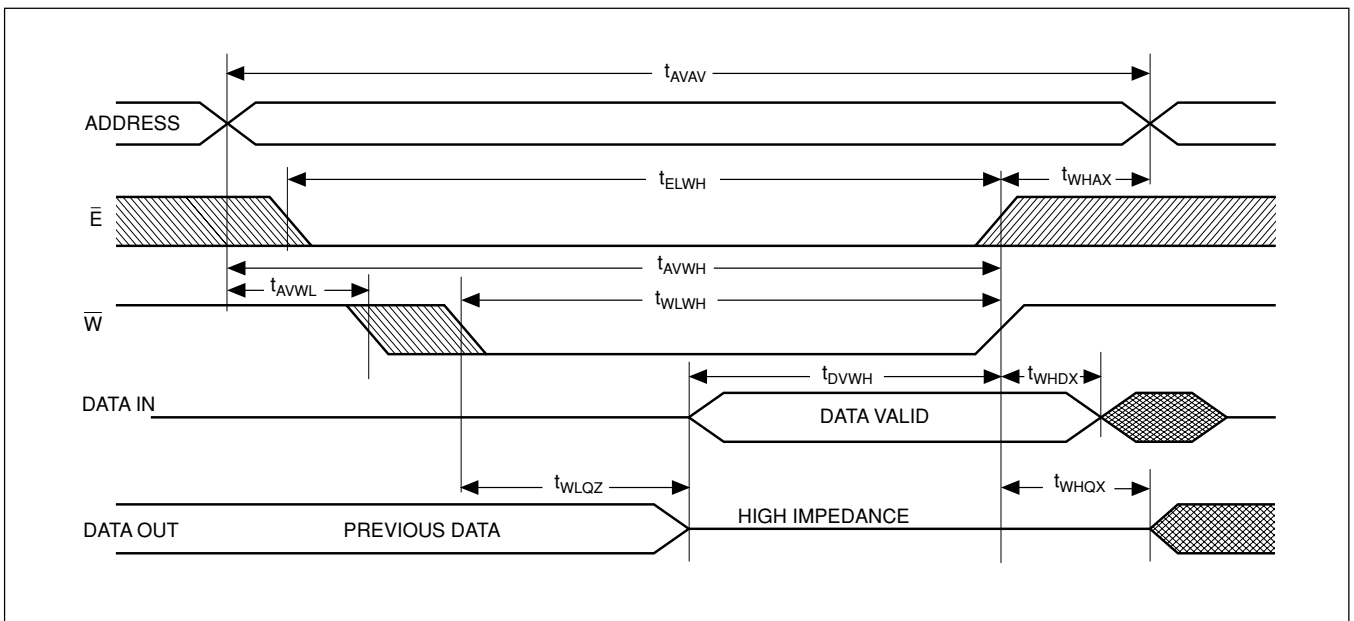 tAVAV
ADDRESS
tELWH
tWHAX
E̅
tAVWH
tAVWL
tWLWH
W̅
tDVWH
tWHDX
DATA IN
DATA VALID
tWLQZ
tWHQX
HIGH IMPEDANCE
DATA OUT
PREVIOUS DATA